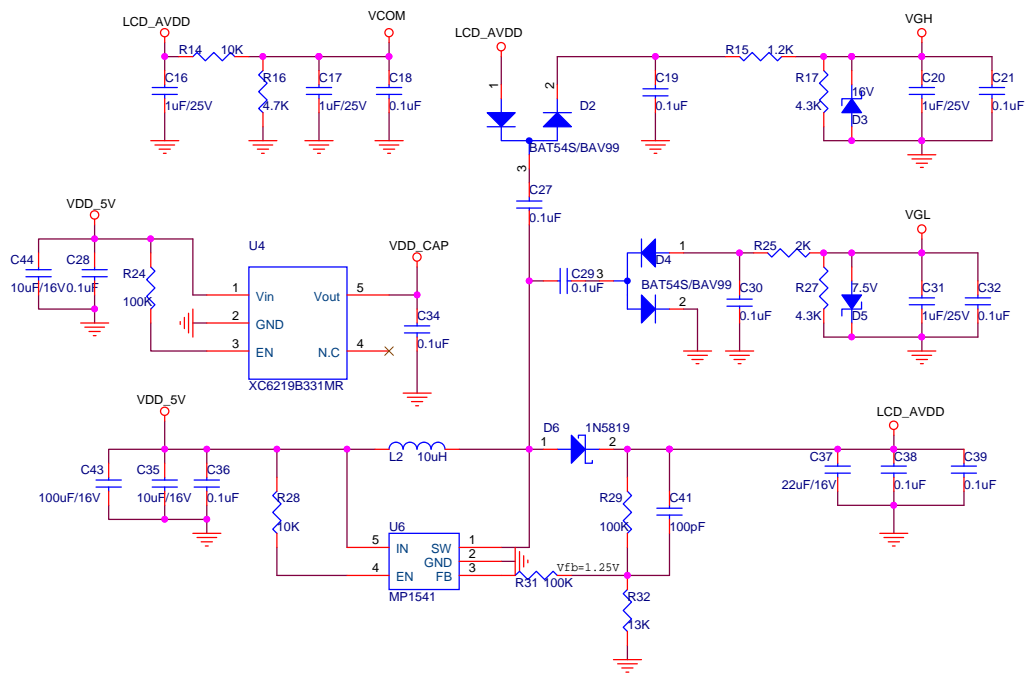 LCD_AVDD
R14 10K
VCOM
C16
1uF/25V
R16
4.7K
C17
1uF/25V
C18
0.1uF
LCD_AVDD
1
2
D2
BAT54S/BAV99
3
C19
0.1uF
R15 1.2K
VGH
R17
4.3K
16V
D3
C20
1uF/25V
C21
0.1uF
C27
0.1uF
VDD_5V
C44
10uF/16V
C28
0.1uF
R24
100K
U4
1 Vin
2 GND
3 EN
Vout 5
N.C 4
XC6219B331MR
VDD_CAP
C34
0.1uF
C29
0.1uF
3
1
D4
BAT54S/BAV99
2
C30
0.1uF
R25 2K
VGL
R27
4.3K
7.5V
D5
C31
1uF/25V
C32
0.1uF
VDD_5V
C43
100uF/16V
C35
10uF/16V
C36
0.1uF
R28
10K
L2 10uH
U6
5 IN
4 EN
SW 1
GND 2
FB 3
MP1541
D6 1N5819
1 2
R29
100K
C41
100pF
R31 100K
Vfb=1.25V
R32
13K
LCD_AVDD
C37
22uF/16V
C38
0.1uF
C39
0.1uF